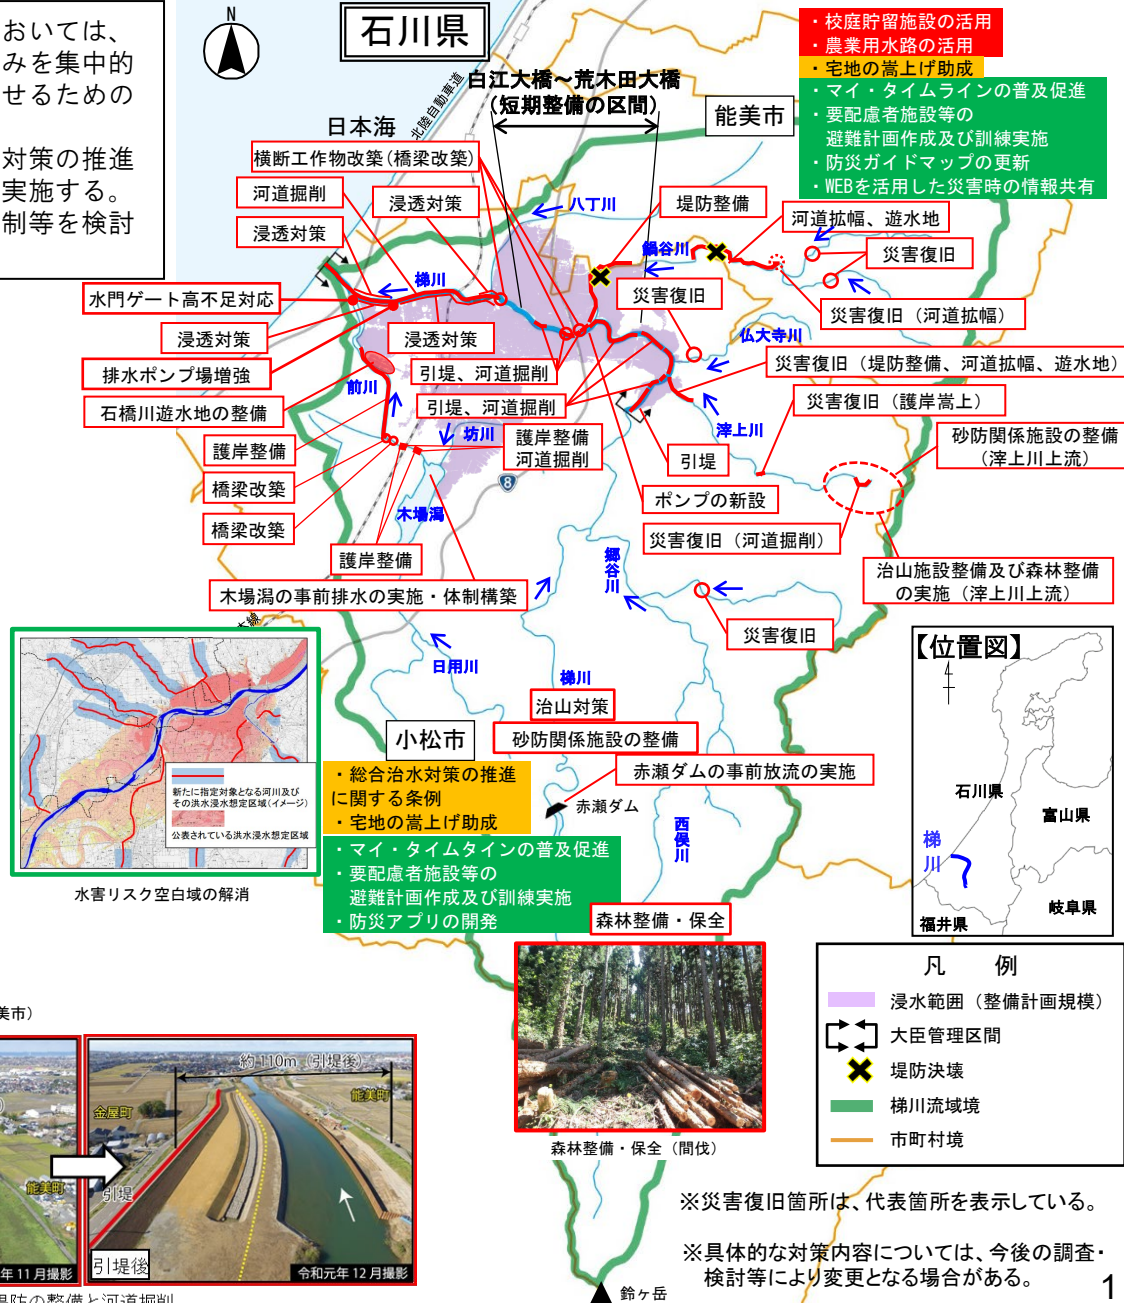 おいては、
みを集中的
せるための
対策の推進
実施する。
制等を検討
N
石川県
・校庭貯留施設の活用
・農業用水路の活用
・宅地の嵩上げ助成
・マイ・タイムラインの普及促進
・要配慮者施設等の
避難計画作成及び訓練実施
・防災ガイドマップの更新
・WEBを活用した災害時の情報共有
北陸自動車道
白江大橋～荒木田大橋
（短期整備の区間）
能美市
日本海
横断工作物改築（橋梁改築）
河道掘削
浸透対策
八丁川
堤防整備
河道拡幅、遊水地
浸透対策
鍋谷川
災害復旧
梯川
水門ゲート高不足対応
災害復旧
災害復旧（河道拡幅）
浸透対策
浸透対策
仏大寺川
排水ポンプ場増強
引堤、河道掘削
災害復旧（堤防整備、河道拡幅、遊水地）
前川
石橋川遊水地の整備
引堤、河道掘削
災害復旧（護岸嵩上）
滓上川
坊川
護岸整備
護岸整備
河道掘削
砂防関係施設の整備
（滓上川上流）
引堤
橋梁改築
8
ポンプの新設
木場潟
橋梁改築
災害復旧（河道掘削）
護岸整備
郷谷川
治山施設整備及び森林整備
の実施（滓上川上流）
木場潟の事前排水の実施・体制構築
本線
災害復旧
日用川
梯川
治山対策
小松市
砂防関係施設の整備
・総合治水対策の推進
に関する条例
・宅地の嵩上げ助成
赤瀬ダムの事前放流の実施
赤瀬ダム
西俣川
・マイ・タイムタインの普及促進
・要配慮者施設等の
避難計画作成及び訓練実施
・防災アプリの開発
新たに指定対象となる河川及び
その洪水浸水想定区域（イメージ）
公表されている洪水浸水想定区域
水害リスク空白域の解消
森林整備・保全
森林整備・保全（間伐）
【位置図】
石川県
富山県
梯川
岐阜県
福井県
凡　例
浸水範囲（整備計画規模）
大臣管理区間
堤防決壊
梯川流域境
市町村境
美市）
約110m（引堤後）
金屋町
能美町
能美町
引堤
引堤後
年11月撮影
令和元年12月撮影
堤防の整備と河道掘削
※災害復旧箇所は、代表箇所を表示している。
※具体的な対策内容については、今後の調査・
検討等により変更となる場合がある。
鈴ヶ岳
1